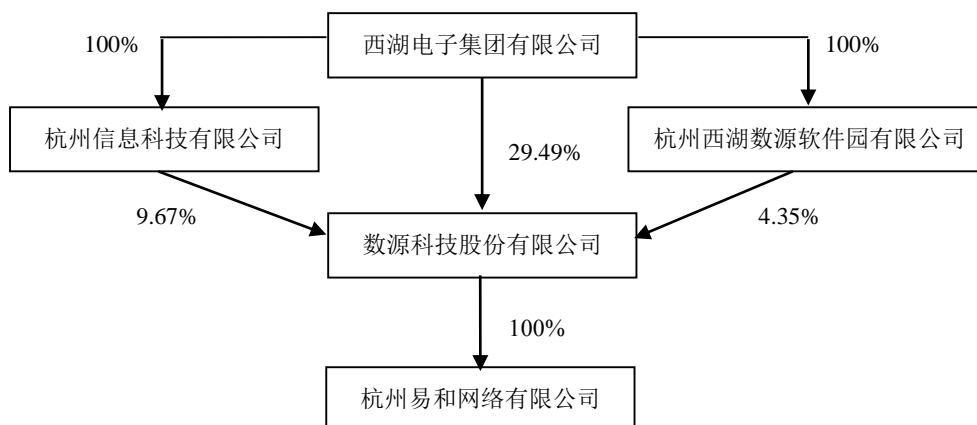 100%
西湖电子集团有限公司
100%
杭州信息科技有限公司
29.49%
杭州西湖数源软件园有限公司
9.67%
4.35%
数源科技股份有限公司
100%
杭州易和网络有限公司